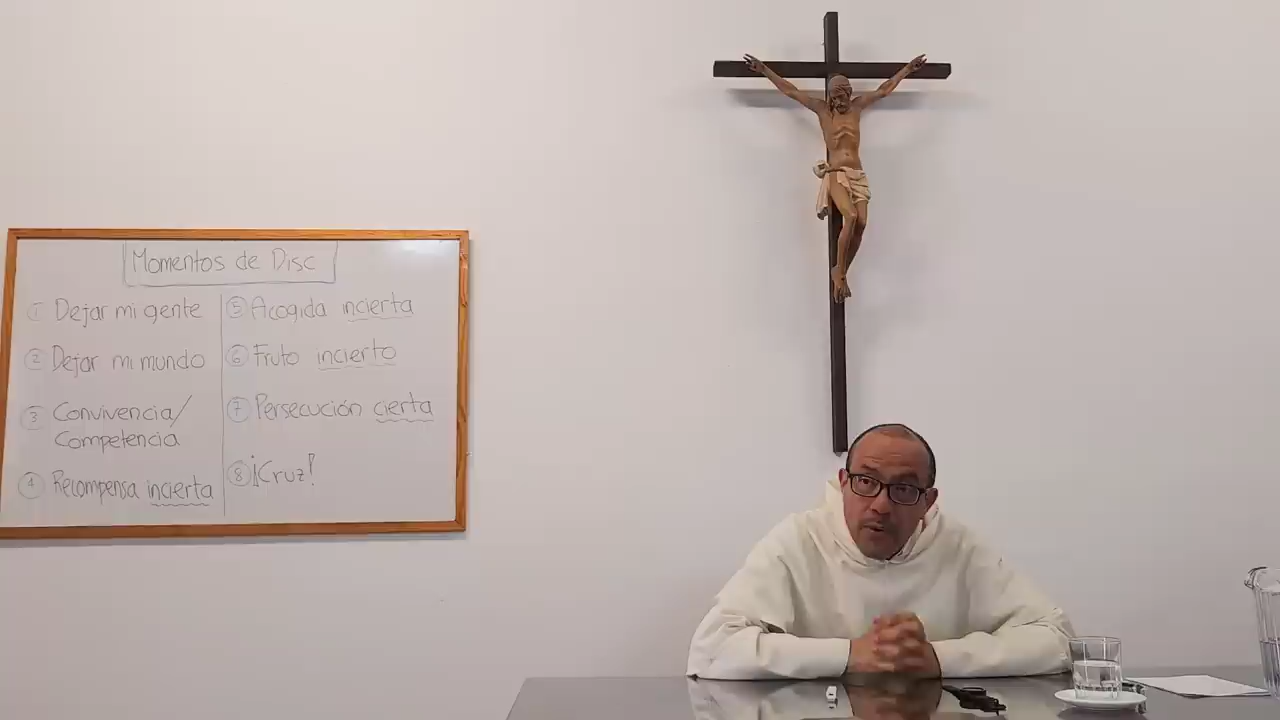 Momentos de Disc
① Dejar mi gente
② Dejar mi mundo
③ Convivencia/
Competencia
④ Recompensa incierta
⑤ Acogida incierta
⑥ Fruto incierto
⑦ Persecución cierta
⑧ ¡Cruz!